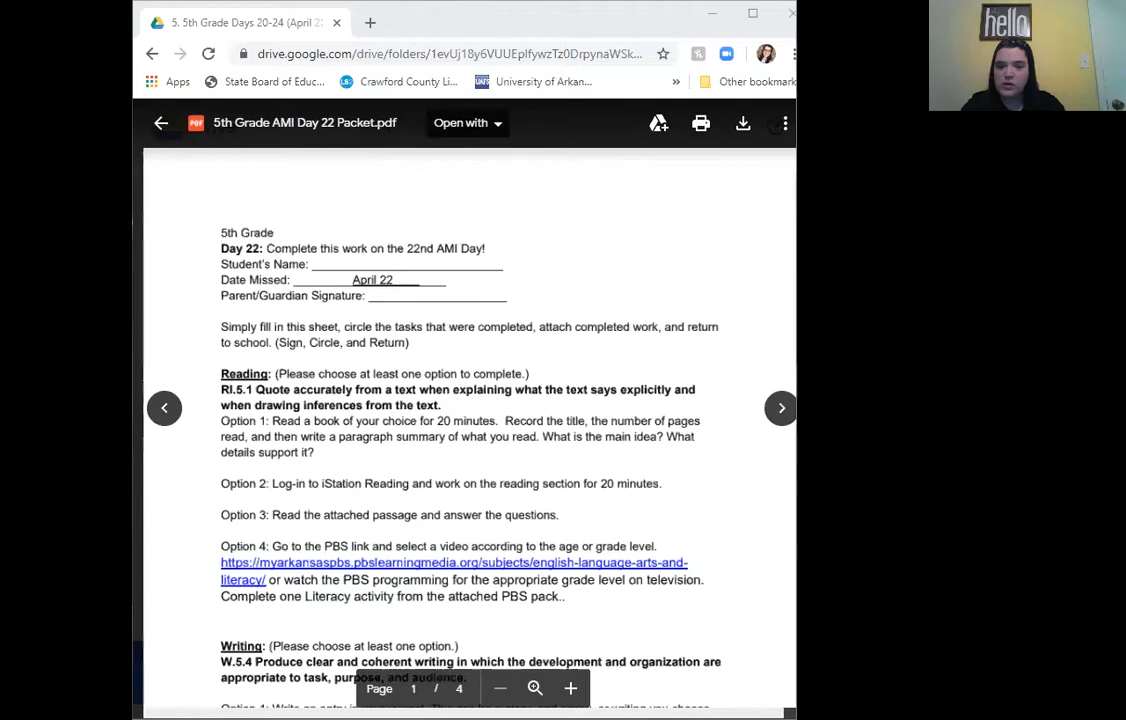 5. 5th Grade Days 20-24 (April 2
drive.google.com/drive/folders/1evUj18y6VUUEplfywzTz0DrpynaWSk...
Apps State Board of Educ... Crawford County Li... University of Arkan... » Other bookmark
PDF 5th Grade AMI Day 22 Packet.pdf Open with
hello
5th Grade
Day 22: Complete this work on the 22nd AMI Day!
Student's Name:
Date Missed: April 22
Parent/Guardian Signature:
Simply fill in this sheet, circle the tasks that were completed, attach completed work, and return
to school. (Sign, Circle, and Return)
Reading: (Please choose at least one option to complete.)
RI.5.1 Quote accurately from a text when explaining what the text says explicitly and
when drawing inferences from the text.
Option 1: Read a book of your choice for 20 minutes. Record the title, the number of pages
read, and then write a paragraph summary of what you read. What is the main idea? What
details support it?
Option 2: Log-in to iStation Reading and work on the reading section for 20 minutes.
Option 3: Read the attached passage and answer the questions.
Option 4: Go to the PBS link and select a video according to the age or grade level.
https://myarkansaspbs.pbslearningmedia.org/subjects/english-language-arts-and-
literacy/ or watch the PBS programming for the appropriate grade level on television.
Complete one Literacy activity from the attached PBS pack..
Writing: (Please choose at least one option.)
W.5.4 Produce clear and coherent writing in which the development and organization are
appropriate to task, purpose, and audience.
Page 1 / 4